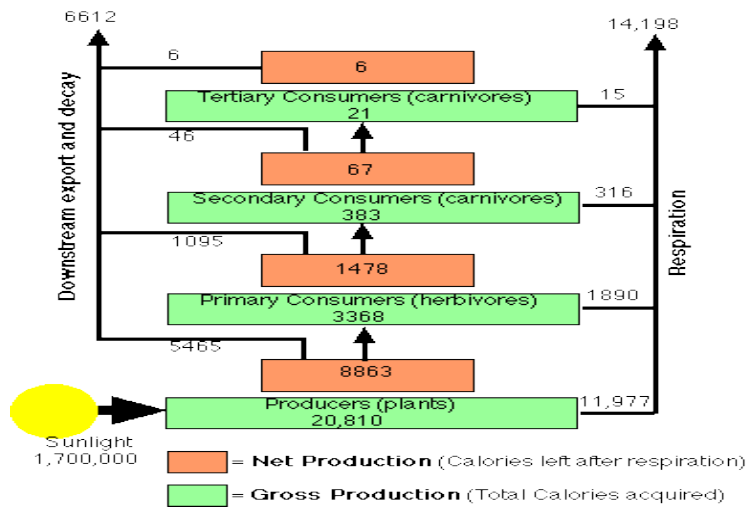 6612
14,198
6
6
Tertiary Consumers (carnivores)
21
15
46
67
Secondary Consumers (carnivores)
383
316
1095
1478
Primary Consumers (herbivores)
3368
1890
5465
8863
Producers (plants)
20,810
11,977
Downstream export and decay
Respiration
Sunlight
1,700,000
= Net Production (Calories left after respiration)
= Gross Production (Total Calories acquired)